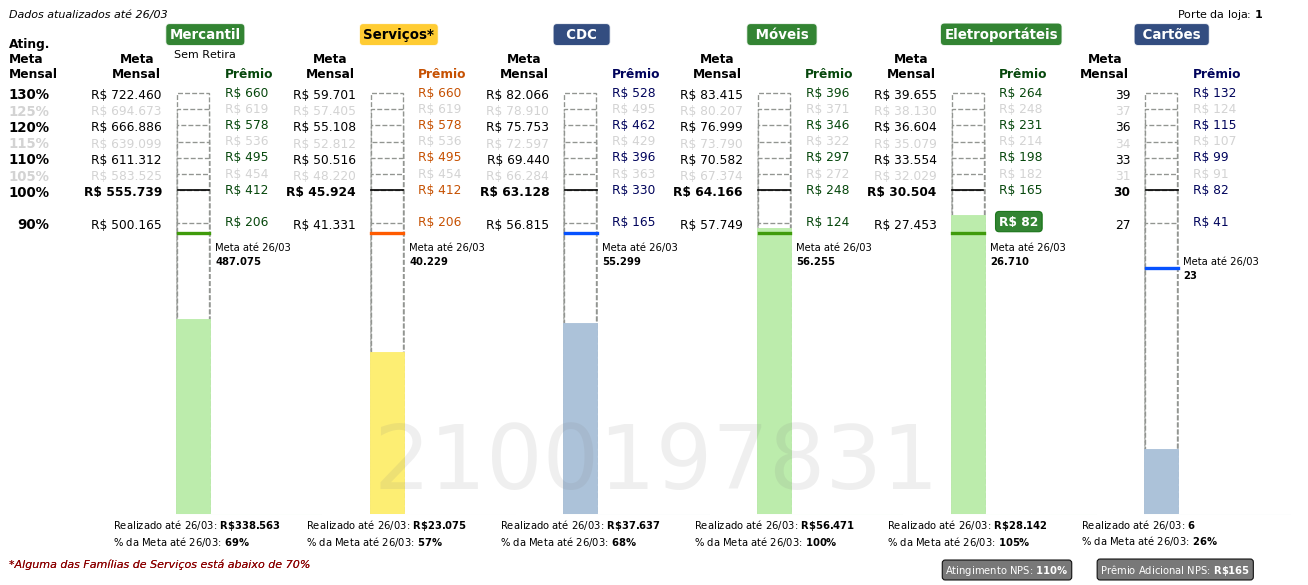 Dados atualizados até 26/03 Porte da loja: 1
Mercantil Serviços* CDC Móveis Eletroportáteis Cartões
Sem Retira
Ating. Meta Mensal Meta Mensal Prêmio Meta Mensal Prêmio Meta Mensal Prêmio Meta Mensal Prêmio Meta Mensal Prêmio Meta Mensal Prêmio
130% R$ 722.460 R$ 660 R$ 59.701 R$ 660 R$ 82.066 R$ 528 R$ 83.415 R$ 396 R$ 39.655 R$ 264 39 R$ 132
125% R$ 694.673 R$ 619 R$ 57.405 R$ 619 R$ 78.910 R$ 495 R$ 80.207 R$ 371 R$ 38.130 R$ 248 37 R$ 124
120% R$ 666.886 R$ 578 R$ 55.108 R$ 578 R$ 75.753 R$ 462 R$ 76.999 R$ 346 R$ 36.604 R$ 231 36 R$ 115
115% R$ 639.099 R$ 536 R$ 52.812 R$ 536 R$ 72.597 R$ 429 R$ 73.790 R$ 322 R$ 35.079 R$ 214 34 R$ 107
110% R$ 611.312 R$ 495 R$ 50.516 R$ 495 R$ 69.440 R$ 396 R$ 70.582 R$ 297 R$ 33.554 R$ 198 33 R$ 99
105% R$ 583.525 R$ 454 R$ 48.220 R$ 454 R$ 66.284 R$ 363 R$ 67.374 R$ 272 R$ 32.029 R$ 182 31 R$ 91
100% R$ 555.739 R$ 412 R$ 45.924 R$ 412 R$ 63.128 R$ 330 R$ 64.166 R$ 248 R$ 30.504 R$ 165 30 R$ 82
90% R$ 500.165 R$ 206 R$ 41.331 R$ 206 R$ 56.815 R$ 165 R$ 57.749 R$ 124 R$ 27.453 R$ 82 27 R$ 41
Meta até 26/03 Meta até 26/03 Meta até 26/03 Meta até 26/03 Meta até 26/03 Meta até 26/03
487.075 40.229 55.299 56.255 26.710 23
2100197831
Realizado até 26/03: R$338.563 Realizado até 26/03: R$23.075 Realizado até 26/03: R$37.637 Realizado até 26/03: R$56.471 Realizado até 26/03: R$28.142 Realizado até 26/03: 6
% da Meta até 26/03: 69% % da Meta até 26/03: 57% % da Meta até 26/03: 68% % da Meta até 26/03: 100% % da Meta até 26/03: 105% % da Meta até 26/03: 26%
*Alguma das Famílias de Serviços está abaixo de 70% Atingimento NPS: 110% Prêmio Adicional NPS: R$165